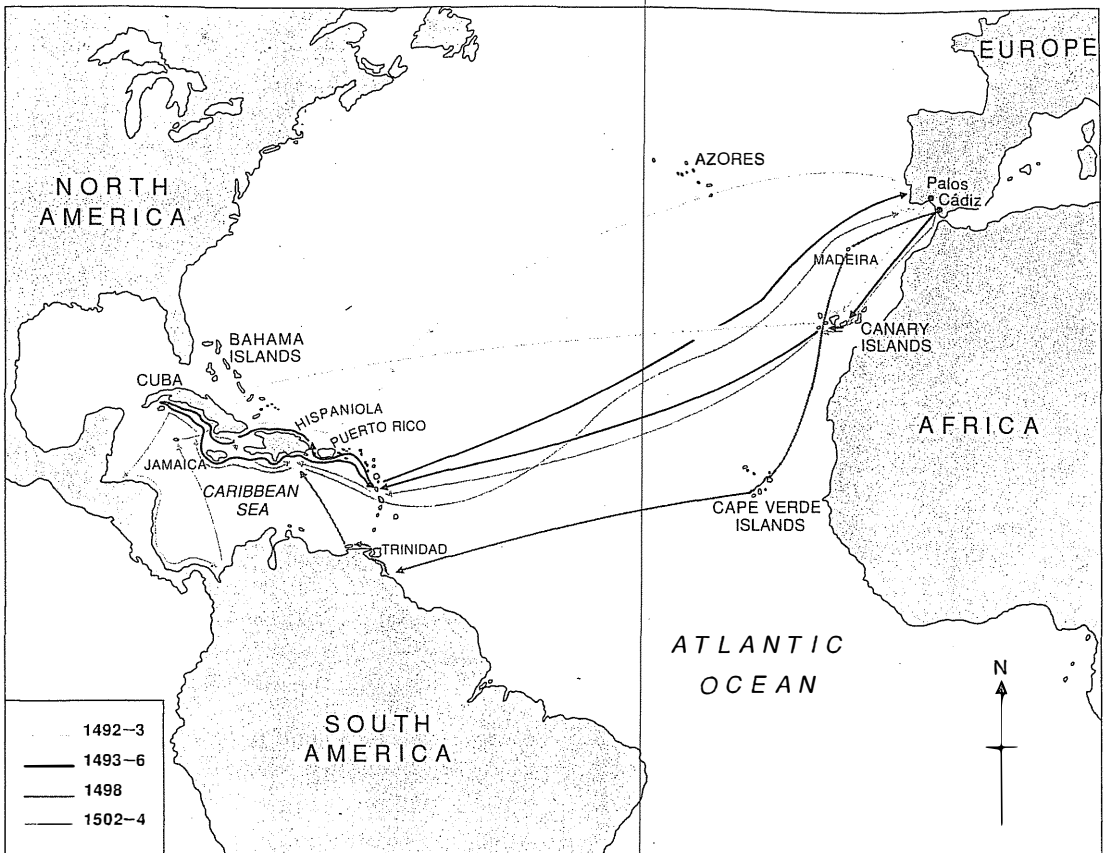 EUROPE
AZORES
NORTH
AMERICA
Palos
Cádiz
MADEIRA
BAHAMA
ISLANDS
CANARY
ISLANDS
CUBA
HISPANIOLA
PUERTO RICO
AFRICA
JAMAICA
CARIBBEAN
SEA
CAPE VERDE
ISLANDS
TRINIDAD
ATLANTIC
OCEAN
N
SOUTH
AMERICA
1492–3
1493–6
1498
1502–4